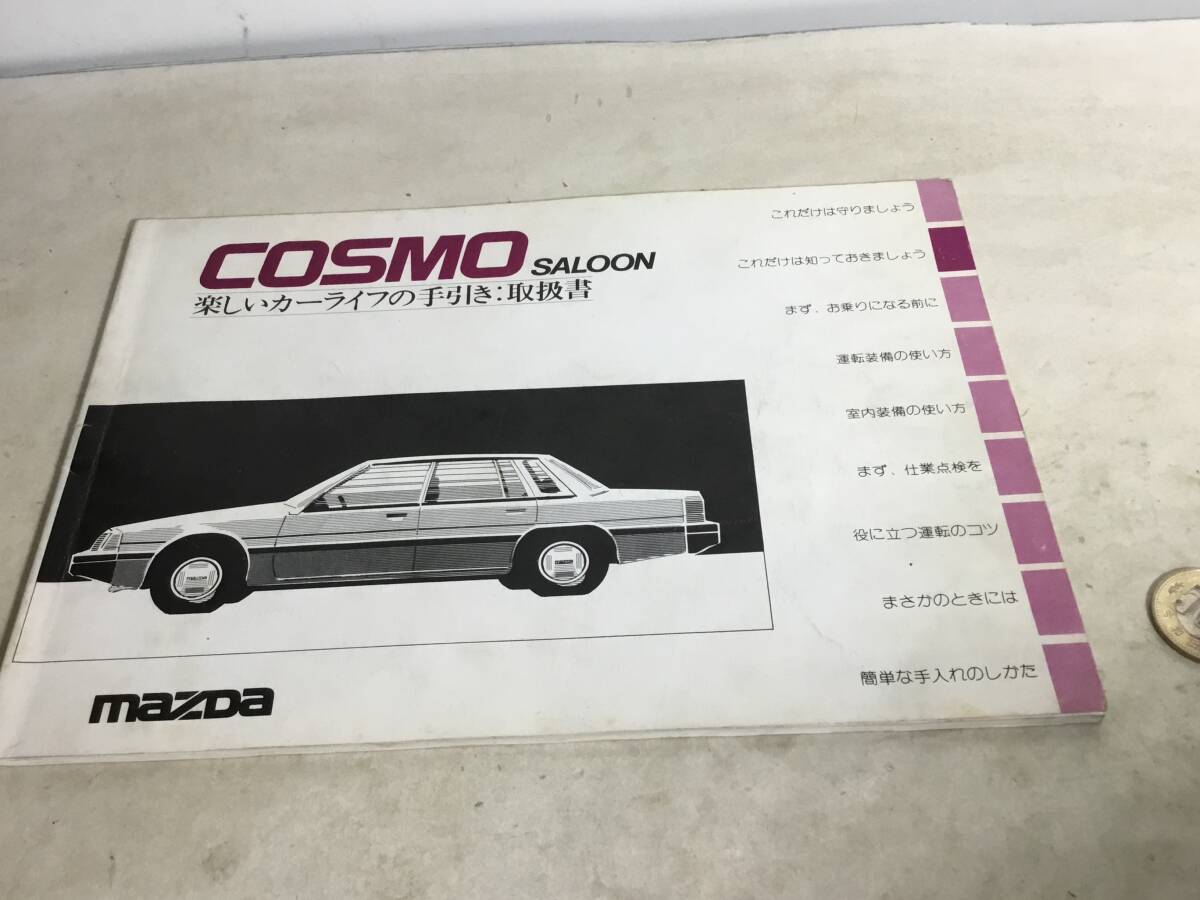 COSMO SALOON
楽しいカーライフの手引き:取扱書
mazda
mazda
mazda
これだけは守りましょう
これだけは知っておきましょう
まず、お乗りになる前に
運転装備の使い方
室内装備の使い方
まず、仕業点検を
役に立つ運転のコツ
まさかのときには
簡単な手入れのしかた